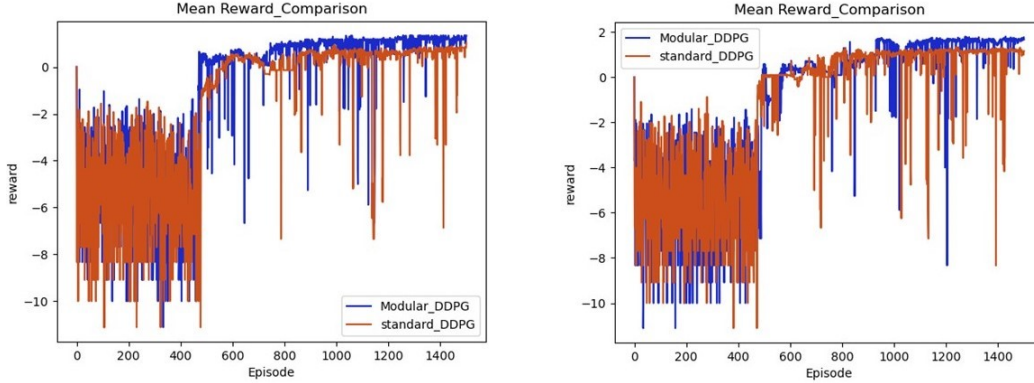 Mean Reward_Comparison
reward
0
−2
−4
−6
−8
−10
0 200 400 600 800 1000 1200 1400
Episode
Modular_DDPG
standard_DDPG
Mean Reward_Comparison
reward
2
0
−2
−4
−6
−8
−10
0 200 400 600 800 1000 1200 1400
Episode
Modular_DDPG
standard_DDPG